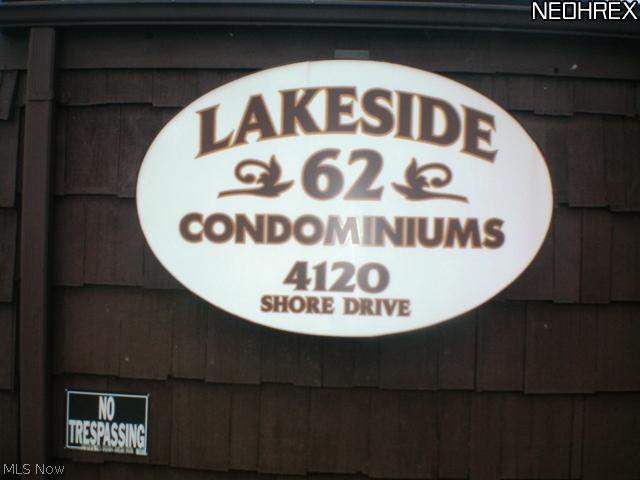 NEOHREX
LAKESIDE
62
CONDOMINIUMS
4120
SHORE DRIVE
NO
TRESPASSING
MLS Now